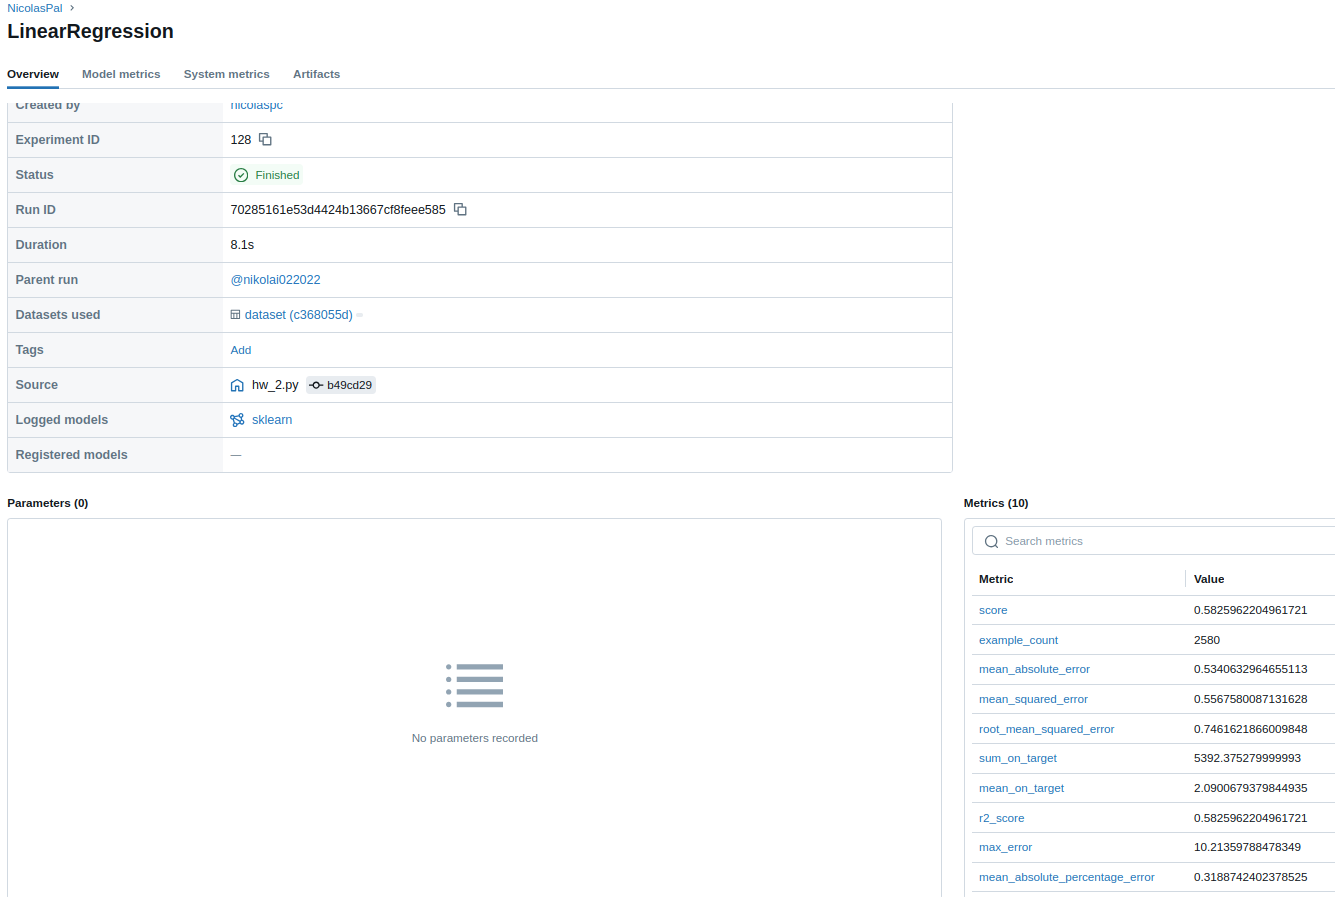 NicolasPal
LinearRegression
Overview Model metrics System metrics Artifacts
Created by nicolaspc
Experiment ID 128
Status Finished
Run ID 70285161e53d4424b13667cf8feee585
Duration 8.1s
Parent run @nikolai022022
Datasets used dataset (c368055d)
Tags Add
Source hw_2.py b49cd29
Logged models sklearn
Registered models —
Parameters (0)
No parameters recorded
Metrics (10)
Search metrics
Metric Value
score 0.5825962204961721
example_count 2580
mean_absolute_error 0.5340632964655113
mean_squared_error 0.5567580087131628
root_mean_squared_error 0.7461621866009848
sum_on_target 5392.375279999993
mean_on_target 2.0900679379844935
r2_score 0.5825962204961721
max_error 10.21359788478349
mean_absolute_percentage_error 0.3188742402378525